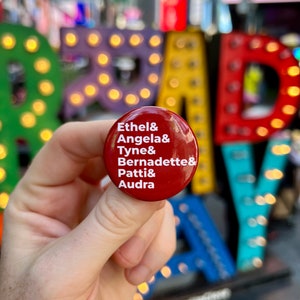 Ethel&
Angela&
Tyne&
Bernadette&
Patti&
Audra